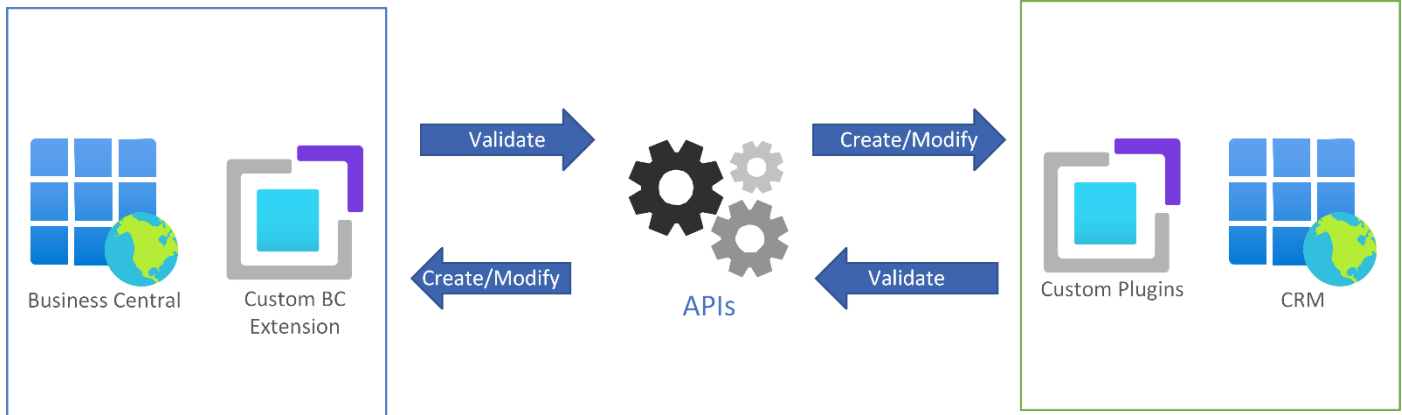 Validate
Create/Modify
Create/Modify
Validate
Business Central
Custom BC
Extension
APIs
Custom Plugins
CRM